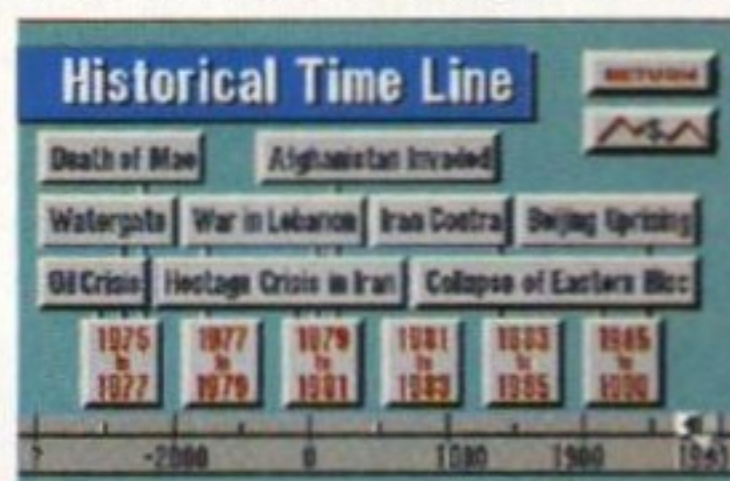 Historical Time Line
RETURN
Death of Mao
Afghanistan Invaded
Watergate
War in Lebanon
Iran Contra
Beijing Uprising
Oil Crisis
Hostage Crisis in Iran
Collapse of Eastern Bloc
1975 to 1977
1977 to 1979
1979 to 1981
1981 to 1983
1983 to 1985
1985 to 1990
? -2000 0 1000 1900